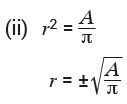 (ii) r² = A/π
r = ±√(A/π)